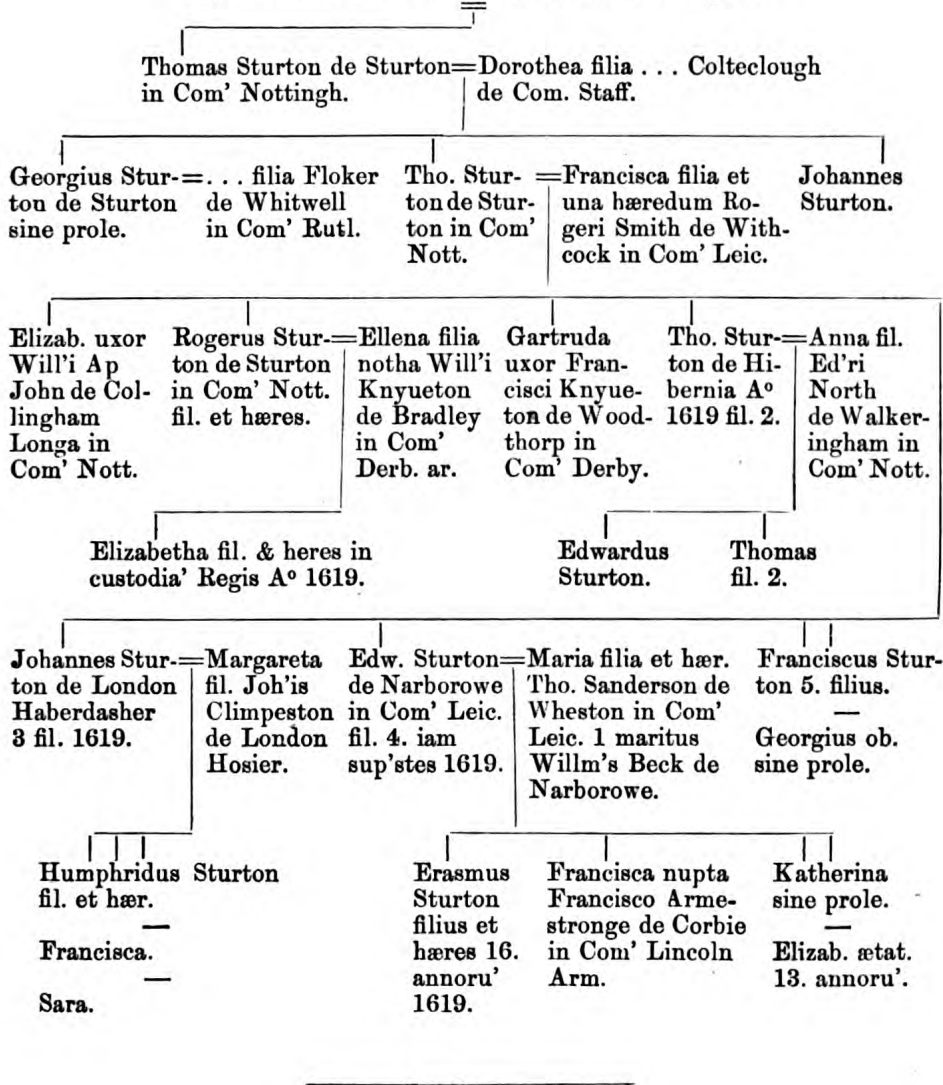 Thomas Sturton de Sturton=Dorothea filia . . . Colteclough
in Com' Nottingh.
de Com. Staff.
Georgius Stur-=. . . filia Floker
ton de Sturton
de Whitwell
sine prole.
in Com' Rutl.
Tho. Stur- =Francisca filia et
ton de Stur-
una hæredum Ro-
ton in Com'
geri Smith de With-
Nott.
cock in Com' Leic.
Johannes
Sturton.
Elizab. uxor
Will'i Ap
John de Col-
lingham
Longa in
Com' Nott.
Rogerus Stur-=Ellena filia
ton de Sturton
notha Will'i
in Com' Nott.
Knyueton
fil. et hæres.
de Bradley
in Com'
Derb. ar.
Gartruda
uxor Fran-
cisci Knyue-
ton de Wood-
thorp in
Com' Derby.
Tho. Stur-=Anna fil.
ton de Hi-
Ed'ri
bernia Aº
North
1619 fil. 2.
de Walker-
ingham in
Com' Nott.
Elizabetha fil. & heres in
custodia' Regis Aº 1619.
Edwardus
Sturton.
Thomas
fil. 2.
Johannes Stur-=Margareta
ton de London
fil. Joh'is
Haberdasher
Climpeston
3 fil. 1619.
de London
Hosier.
Edw. Sturton=Maria filia et hær.
de Narborowe
Tho. Sanderson de
in Com' Leic.
Wheston in Com'
fil. 4. iam
Leic. 1 maritus
sup'stes 1619.
Willm's Beck de
Narborowe.
Franciscus Stur-
ton 5. filius.
—
Georgius ob.
sine prole.
Humphridus Sturton
fil. et hær.
—
Francisca.
—
Sara.
Erasmus
Sturton
filius et
hæres 16.
annoru'
1619.
Francisca nupta
Francisco Arme-
stronge de Corbie
in Com' Lincoln
Arm.
Katherina
sine prole.
—
Elizab. ætat.
13. annoru'.